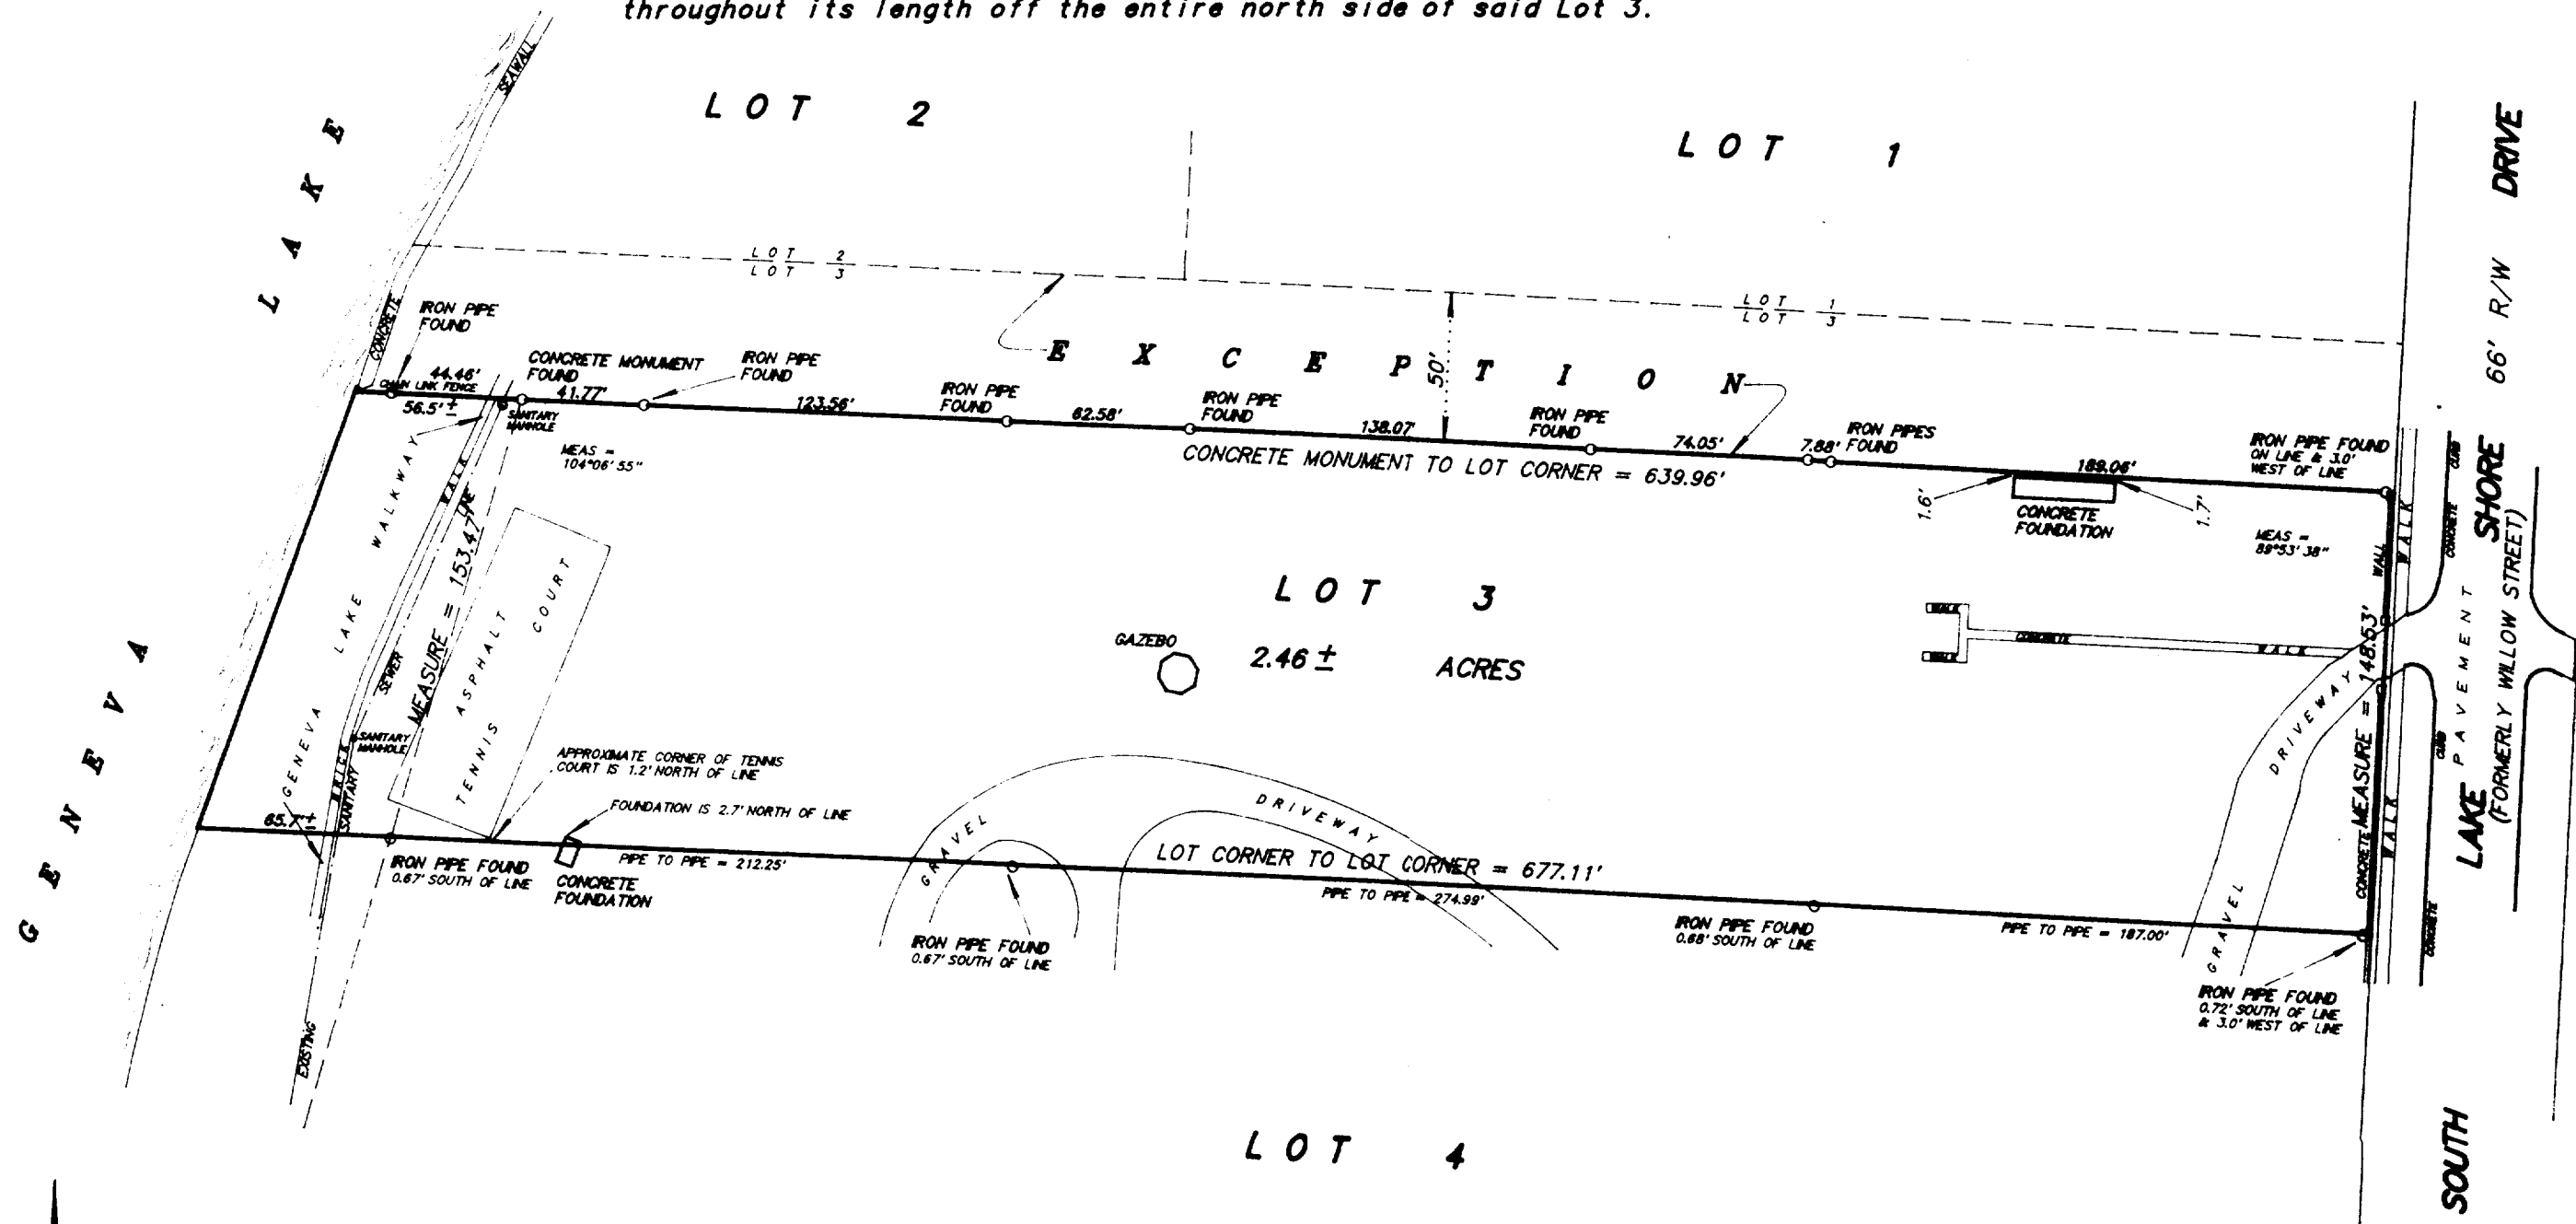 throughout its length off the entire north side of said Lot 3.
SEAWALL
LOT 2
LOT 1
LAKE
GENEVA
LOT 2
LOT 3
LOT 1
LOT 3
CONCRETE
IRON PIPE
FOUND
EXCEPTION
50'
44.46'
CHAIN LINK FENCE
56.5' ±
CONCRETE MONUMENT
FOUND
41.77'
IRON PIPE
FOUND
SANITARY
MANHOLE
123.56'
IRON PIPE
FOUND
62.58'
IRON PIPE
FOUND
138.07'
IRON PIPE
FOUND
74.05'
7.88'
IRON PIPES
FOUND
189.06'
IRON PIPE FOUND
ON LINE & 3.0'
WEST OF LINE
MEAS =
104°06'55"
CONCRETE MONUMENT TO LOT CORNER = 639.96'
1.6'
1.7'
CONCRETE
FOUNDATION
MEAS =
89°53'38"
GENEVA LAKE WALKWAY
BRICK WALK
SANITARY SEWER LINE
MEASURE = 153.47'
TENNIS COURT
ASPHALT
SANITARY
MANHOLE
LOT 3
2.46 ± ACRES
GAZEBO
WALK
WALK
CONCRETE WALK
GRAVEL DRIVEWAY
CONCRETE WALL
MEASURE = 148.63'
WALK
WALK
CONCRETE CURB
CONCRETE CURB
PAVEMENT
SOUTH LAKE SHORE DRIVE
66' R/W
(FORMERLY WILLOW STREET)
APPROXIMATE CORNER OF TENNIS
COURT IS 1.2' NORTH OF LINE
FOUNDATION IS 2.7' NORTH OF LINE
65.7' ±
IRON PIPE FOUND
0.67' SOUTH OF LINE
CONCRETE
FOUNDATION
PIPE TO PIPE = 212.25'
GRAVEL DRIVEWAY
LOT CORNER TO LOT CORNER = 677.11'
PIPE TO PIPE = 274.99'
IRON PIPE FOUND
0.67' SOUTH OF LINE
IRON PIPE FOUND
0.68' SOUTH OF LINE
PIPE TO PIPE = 187.00'
IRON PIPE FOUND
0.72' SOUTH OF LINE
& 3.0' WEST OF LINE
EXISTING
LOT 4